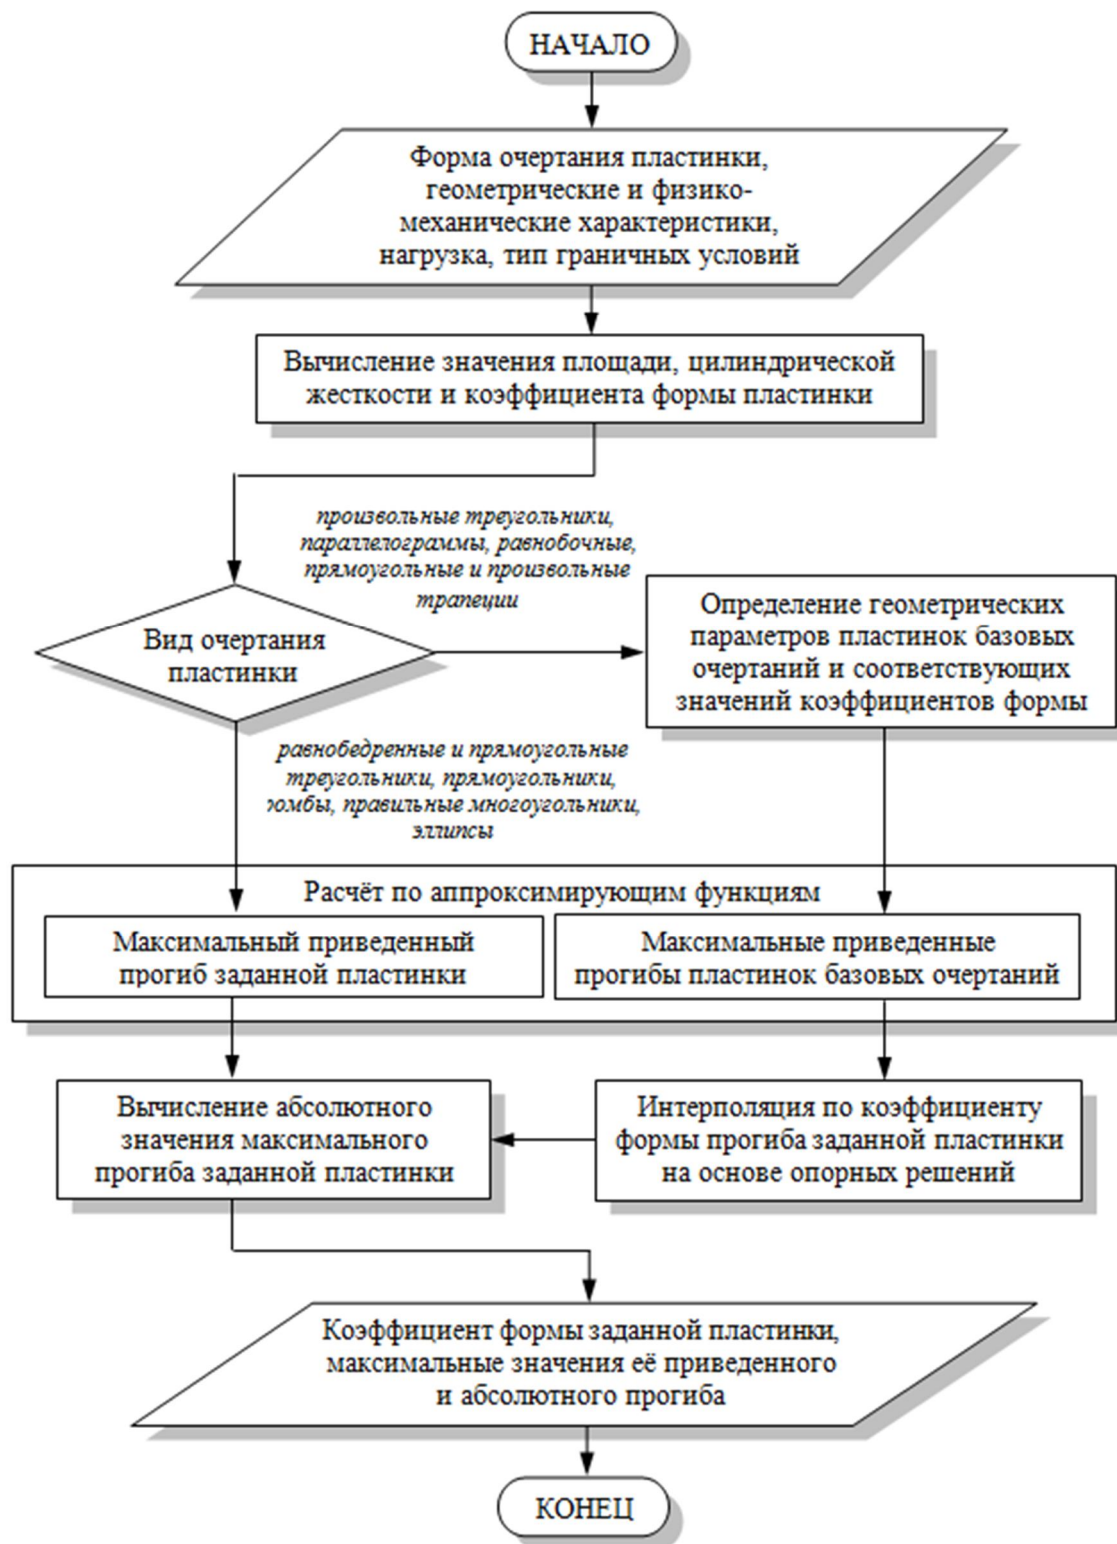 НАЧАЛО
Форма очертания пластинки,
геометрические и физико-
механические характеристики,
нагрузка, тип граничных условий
Вычисление значения площади, цилиндрической
жесткости и коэффициента формы пластинки
произвольные треугольники,
параллелограммы, равнобочные,
прямоугольные и произвольные
трапеции
Вид очертания
пластинки
Определение геометрических
параметров пластинок базовых
очертаний и соответствующих
значений коэффициентов формы
равнобедренные и прямоугольные
треугольники, прямоугольники,
ромбы, правильные многоугольники,
эллипсы
Расчёт по аппроксимирующим функциям
Максимальный приведенный
прогиб заданной пластинки
Максимальные приведенные
прогибы пластинок базовых очертаний
Вычисление абсолютного
значения максимального
прогиба заданной пластинки
Интерполяция по коэффициенту
формы прогиба заданной пластинки
на основе опорных решений
Коэффициент формы заданной пластинки,
максимальные значения её приведенного
и абсолютного прогиба
КОНЕЦ